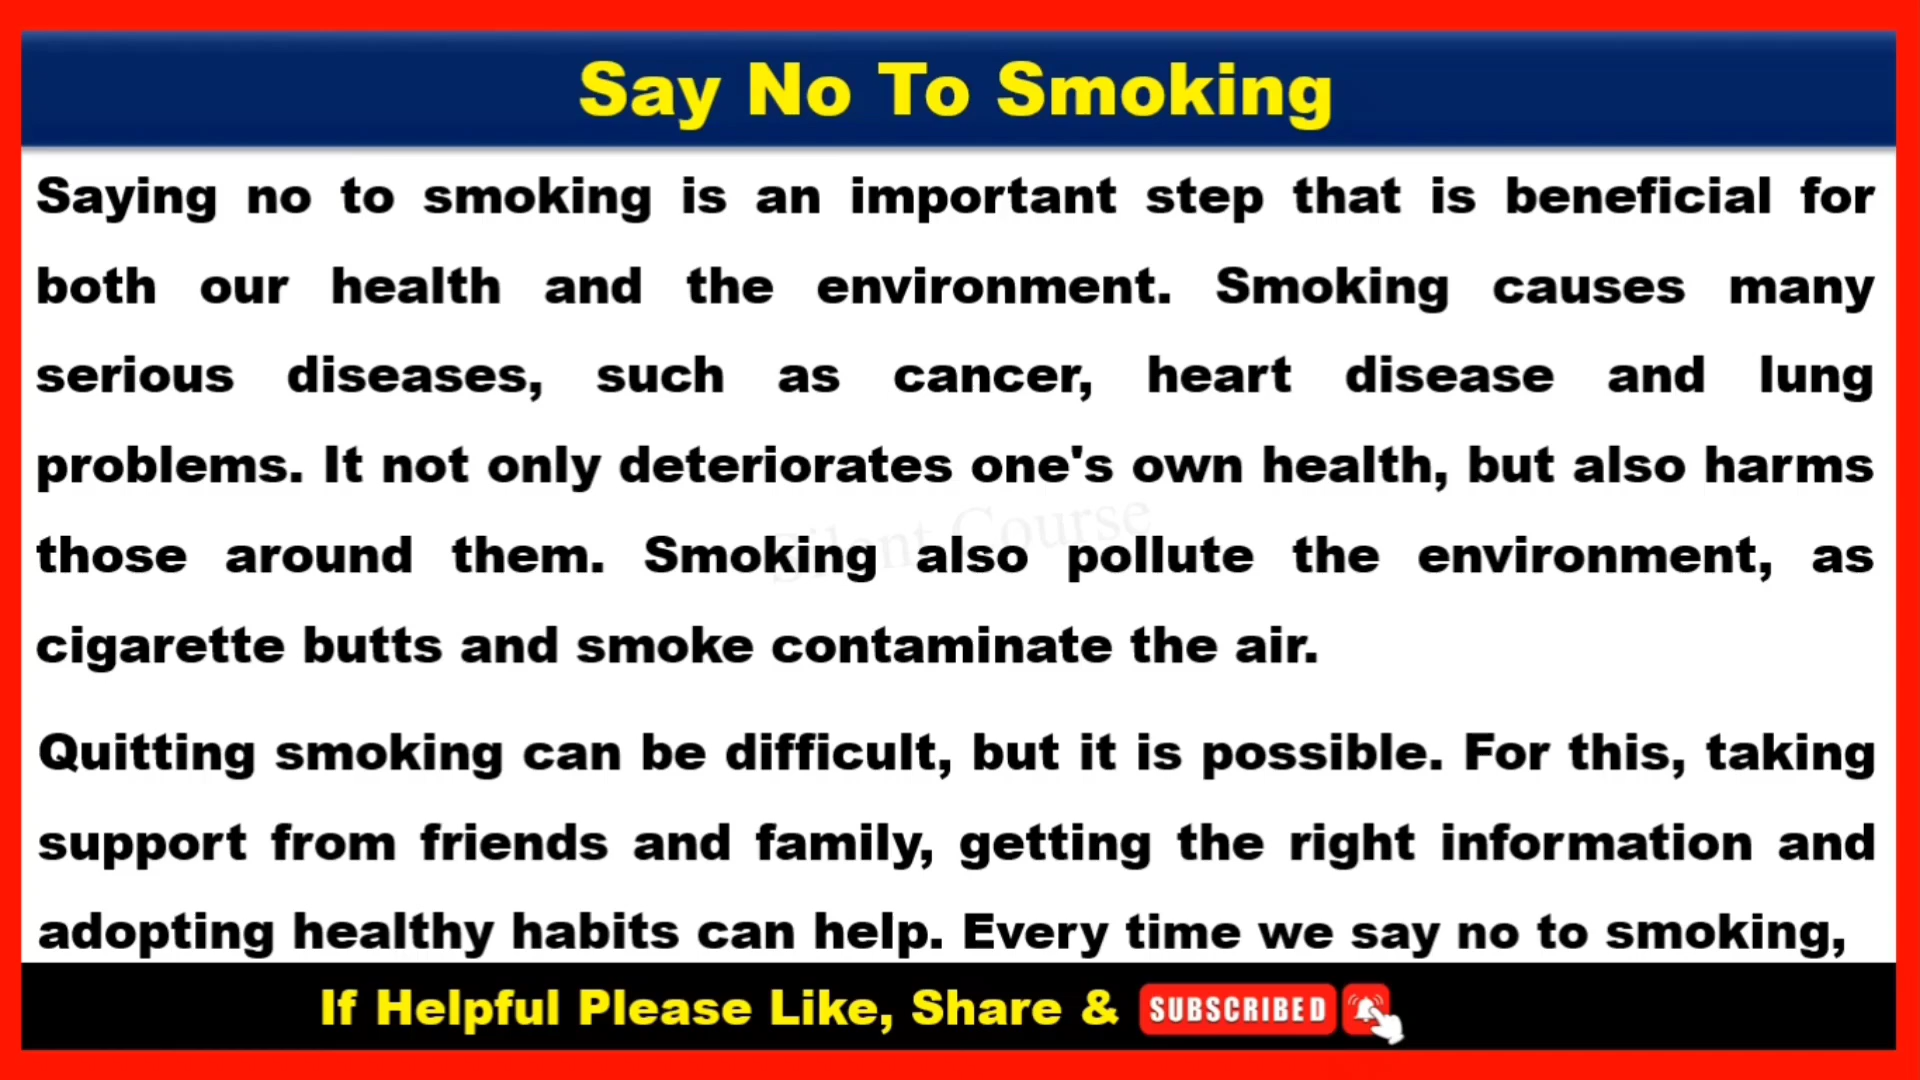 Say No To Smoking
Saying no to smoking is an important step that is beneficial for
both our health and the environment. Smoking causes many
serious diseases, such as cancer, heart disease and lung
problems. It not only deteriorates one's own health, but also harms
those around them. Smoking also pollute the environment, as
cigarette butts and smoke contaminate the air.
Silent Course
Quitting smoking can be difficult, but it is possible. For this, taking
support from friends and family, getting the right information and
adopting healthy habits can help. Every time we say no to smoking,
If Helpful Please Like, Share & SUBSCRIBED